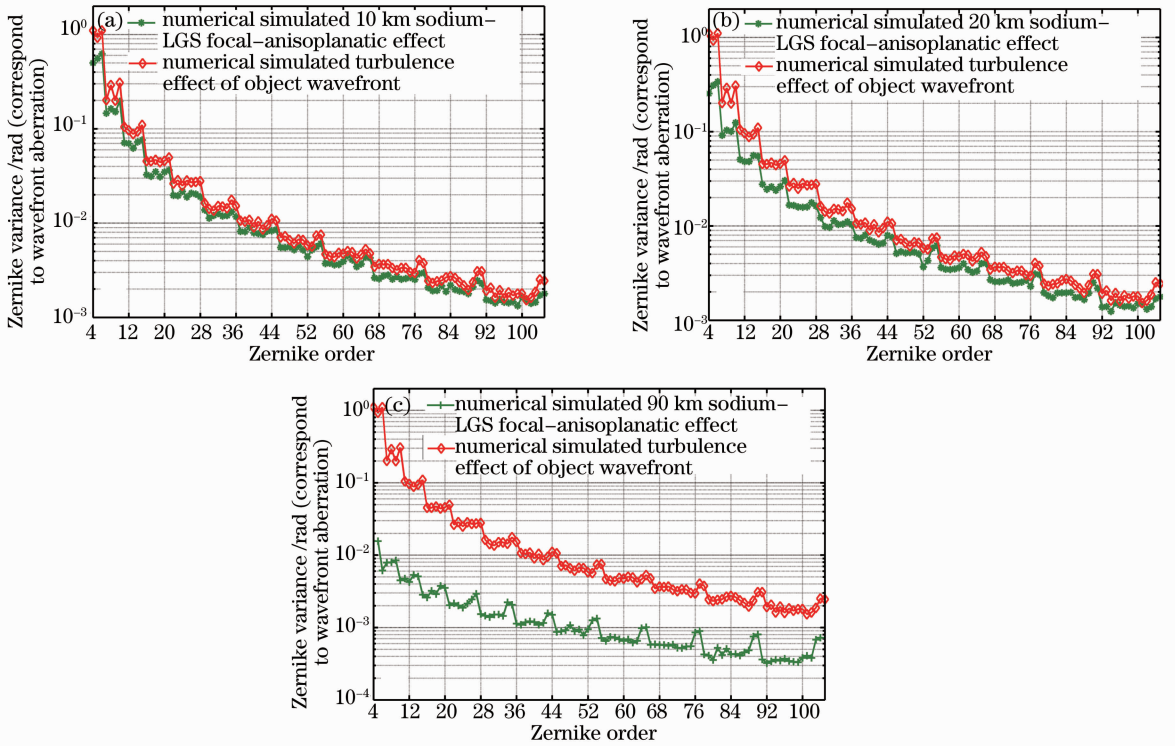 (a)
numerical simulated 10 km sodium−
LGS focal−anisoplanatic effect
numerical simulated turbulence
effect of object wavefront
Zernike variance /rad (correspond
to wavefront aberration)
10⁰
10⁻¹
10⁻²
10⁻³
4 12 20 28 36 44 52 60 68 76 84 92 100
Zernike order
(b)
numerical simulated 20 km sodium−
LGS focal−anisoplanatic effect
numerical simulated turbulence
effect of object wavefront
Zernike variance /rad (correspond
to wavefront aberration)
10⁰
10⁻¹
10⁻²
10⁻³
4 12 20 28 36 44 52 60 68 76 84 92 100
Zernike order
(c)
numerical simulated 90 km sodium−
LGS focal−anisoplanatic effect
numerical simulated turbulence
effect of object wavefront
Zernike variance /rad (correspond
to wavefront aberration)
10⁰
10⁻¹
10⁻²
10⁻³
10⁻⁴
4 12 20 28 36 44 52 60 68 76 84 92 100
Zernike order